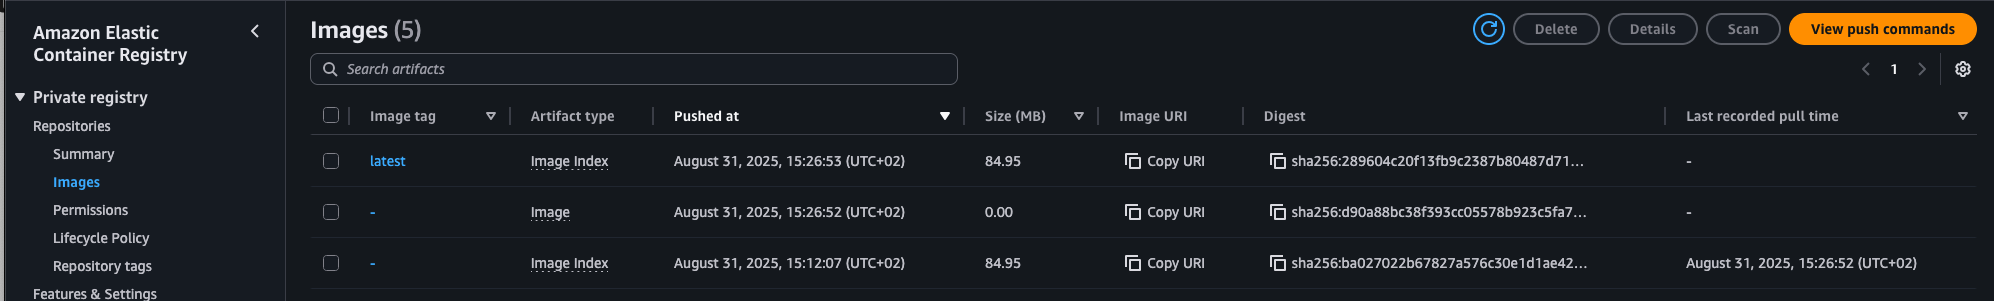 Amazon Elastic
Container Registry
Private registry
Repositories
Summary
Images
Permissions
Lifecycle Policy
Repository tags
Features & Settings
Images (5)
Delete
Details
Scan
View push commands
Search artifacts
1
Image tag Artifact type Pushed at Size (MB) Image URI Digest Last recorded pull time
latest Image Index August 31, 2025, 15:26:53 (UTC+02) 84.95 Copy URI sha256:289604c20f13fb9c2387b80487d71... -
- Image August 31, 2025, 15:26:52 (UTC+02) 0.00 Copy URI sha256:d90a88bc38f393cc05578b923c5fa7... -
- Image Index August 31, 2025, 15:12:07 (UTC+02) 84.95 Copy URI sha256:ba027022b67827a576c30e1d1ae42... August 31, 2025, 15:26:52 (UTC+02)